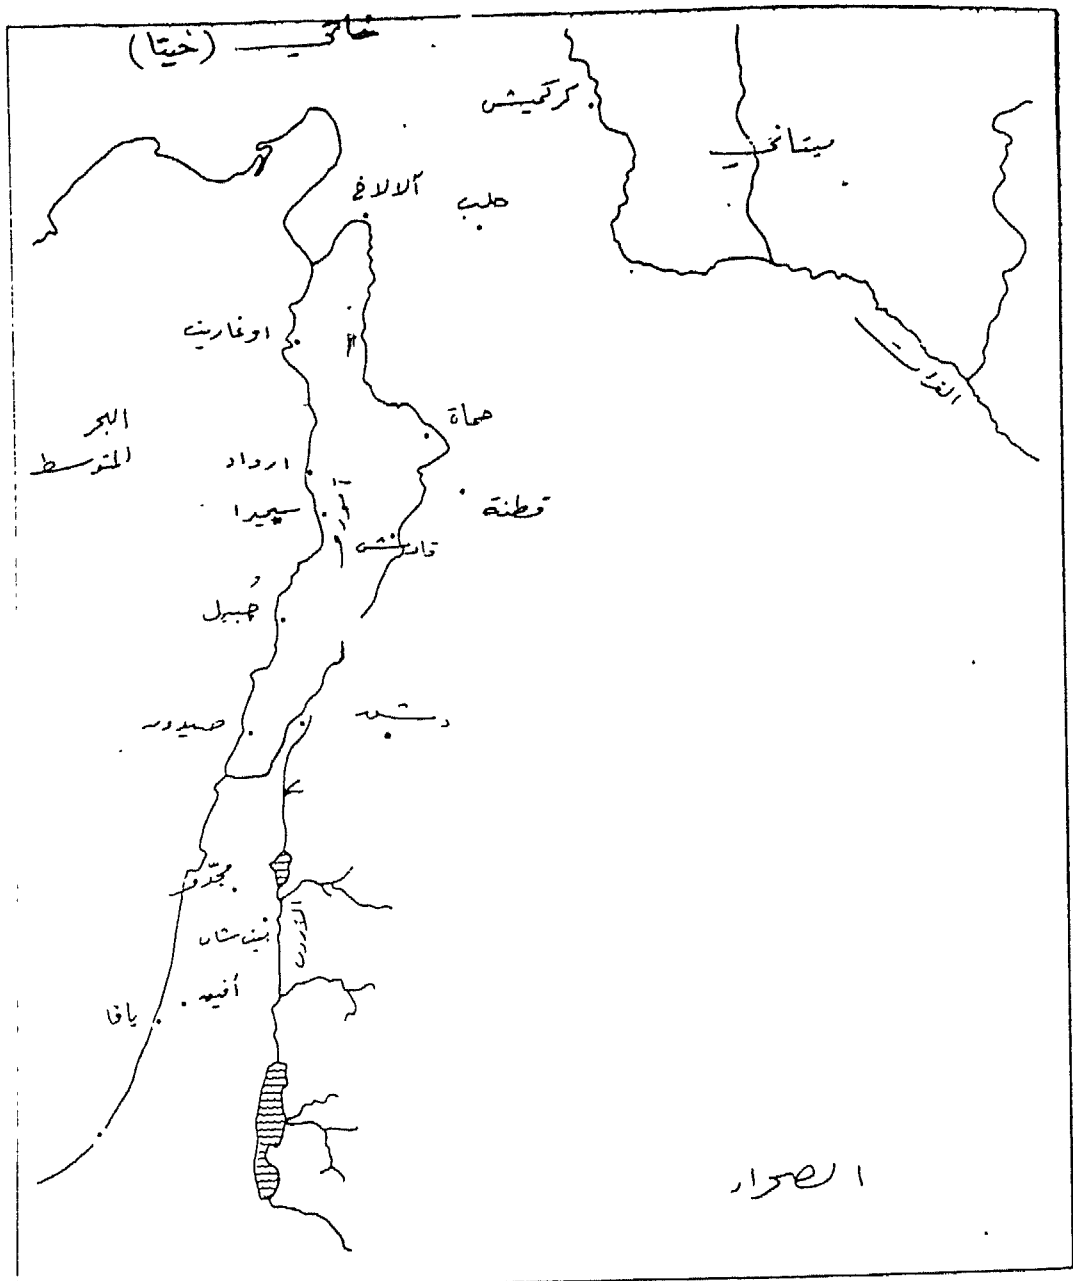 خاتي (خيتا)
كركميش
ميتاني
آلالاخ
حلب
اوغاريت
الفرات
حماة
البحر
المتوسط
ارواد
سيميرا
قطنة
قادش
جبيل
صيدون
دمشق
مجدّو
بيت شان
الاردن
أفيق
يافا
الصحراء